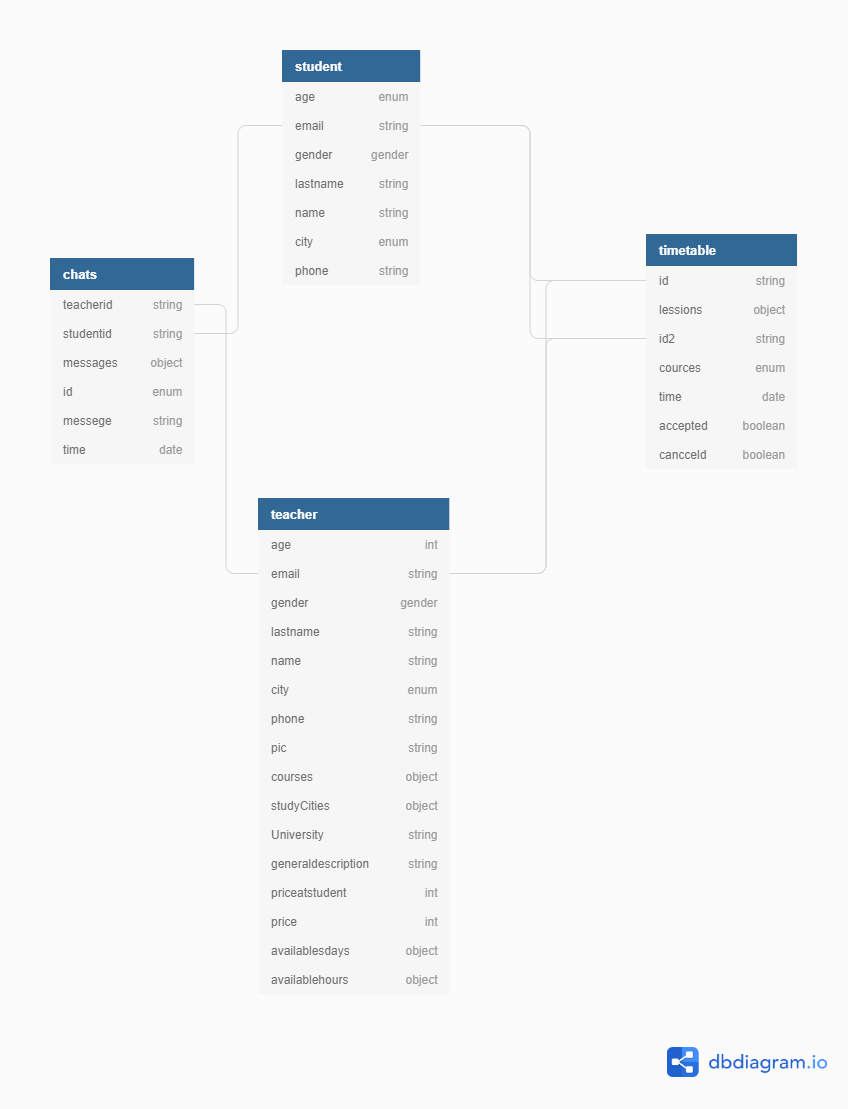 student
age enum
email string
gender gender
lastname string
name string
city enum
phone string
chats
teacherid string
studentid string
messages object
id enum
messege string
time date
timetable
id string
lessions object
id2 string
cources enum
time date
accepted boolean
cancceld boolean
teacher
age int
email string
gender gender
lastname string
name string
city enum
phone string
pic string
courses object
studyCities object
University string
generaldescription string
priceatstudent int
price int
availablesdays object
availablehours object
dbdiagram.io